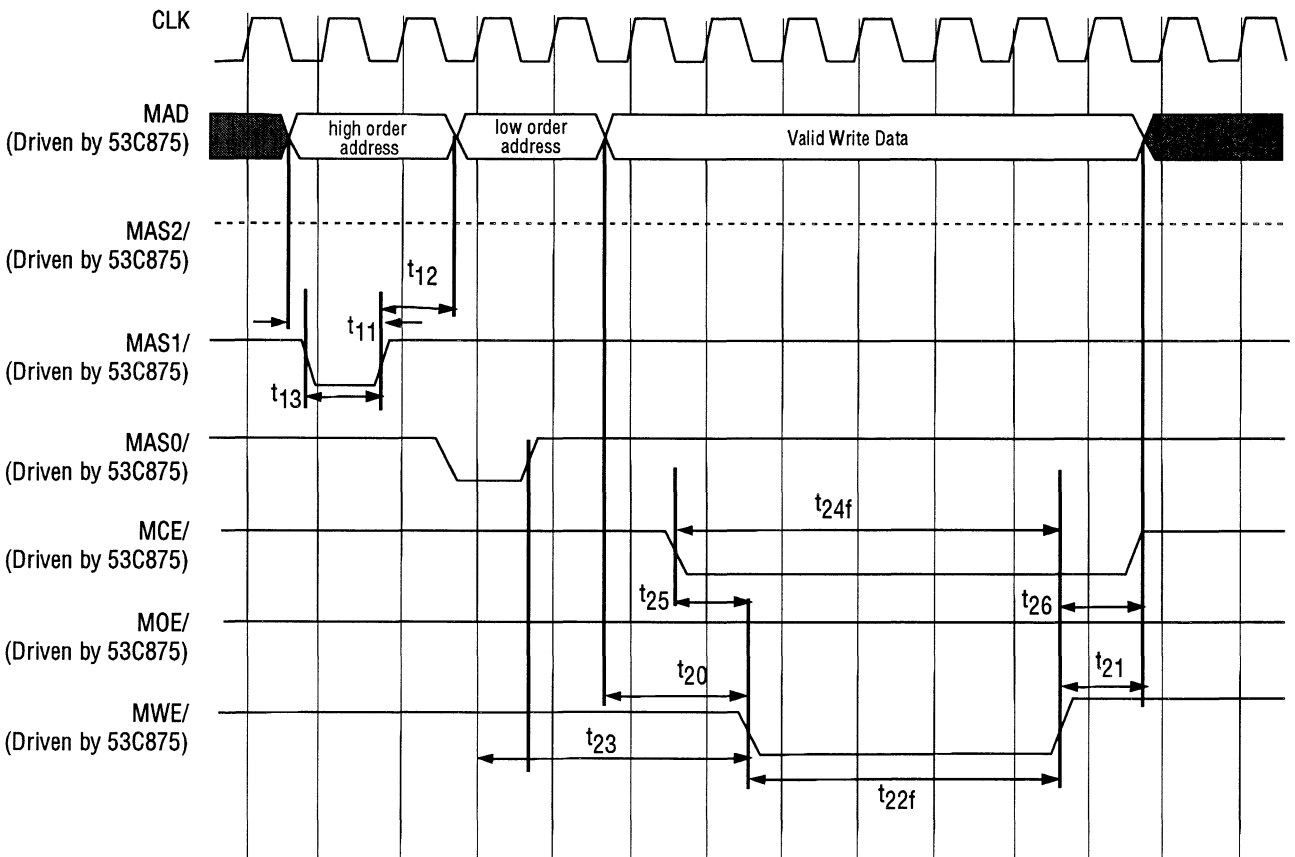 CLK
MAD
(Driven by 53C875)
high order
address
low order
address
Valid Write Data
MAS2/
(Driven by 53C875)
t12
t11
MAS1/
(Driven by 53C875)
t13
MAS0/
(Driven by 53C875)
t24f
MCE/
(Driven by 53C875)
t25
t26
MOE/
(Driven by 53C875)
t20
t21
MWE/
(Driven by 53C875)
t23
t22f